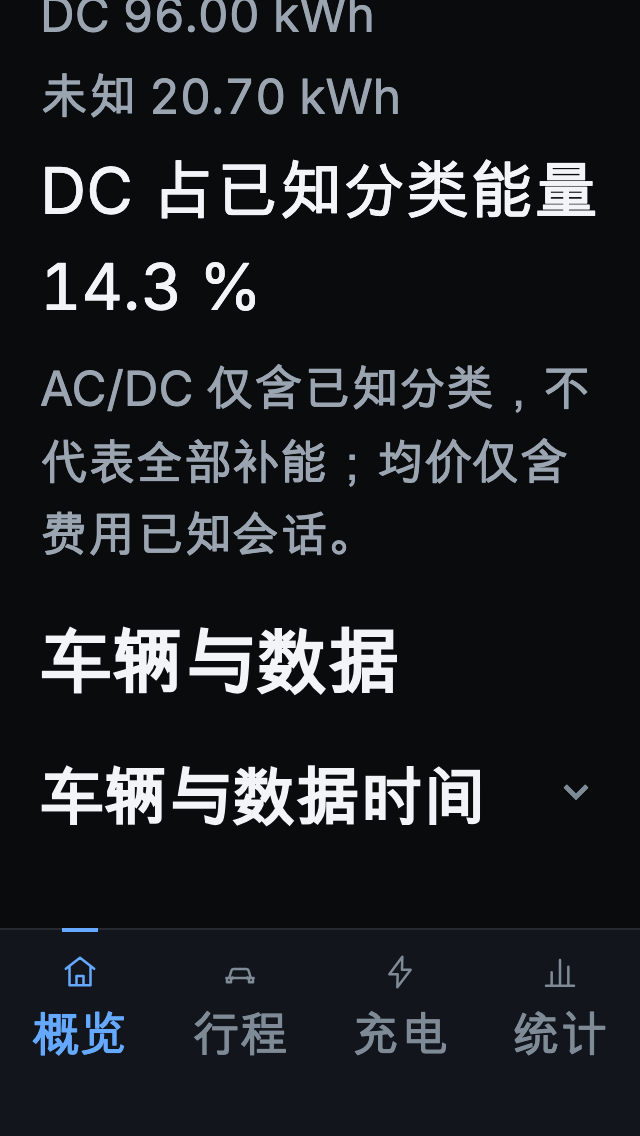 DC 96.00 kWh
未知 20.70 kWh
DC 占已知分类能量
14.3 %
AC/DC 仅含已知分类，不
代表全部补能；均价仅含
费用已知会话。
车辆与数据
车辆与数据时间
概览
行程
充电
统计